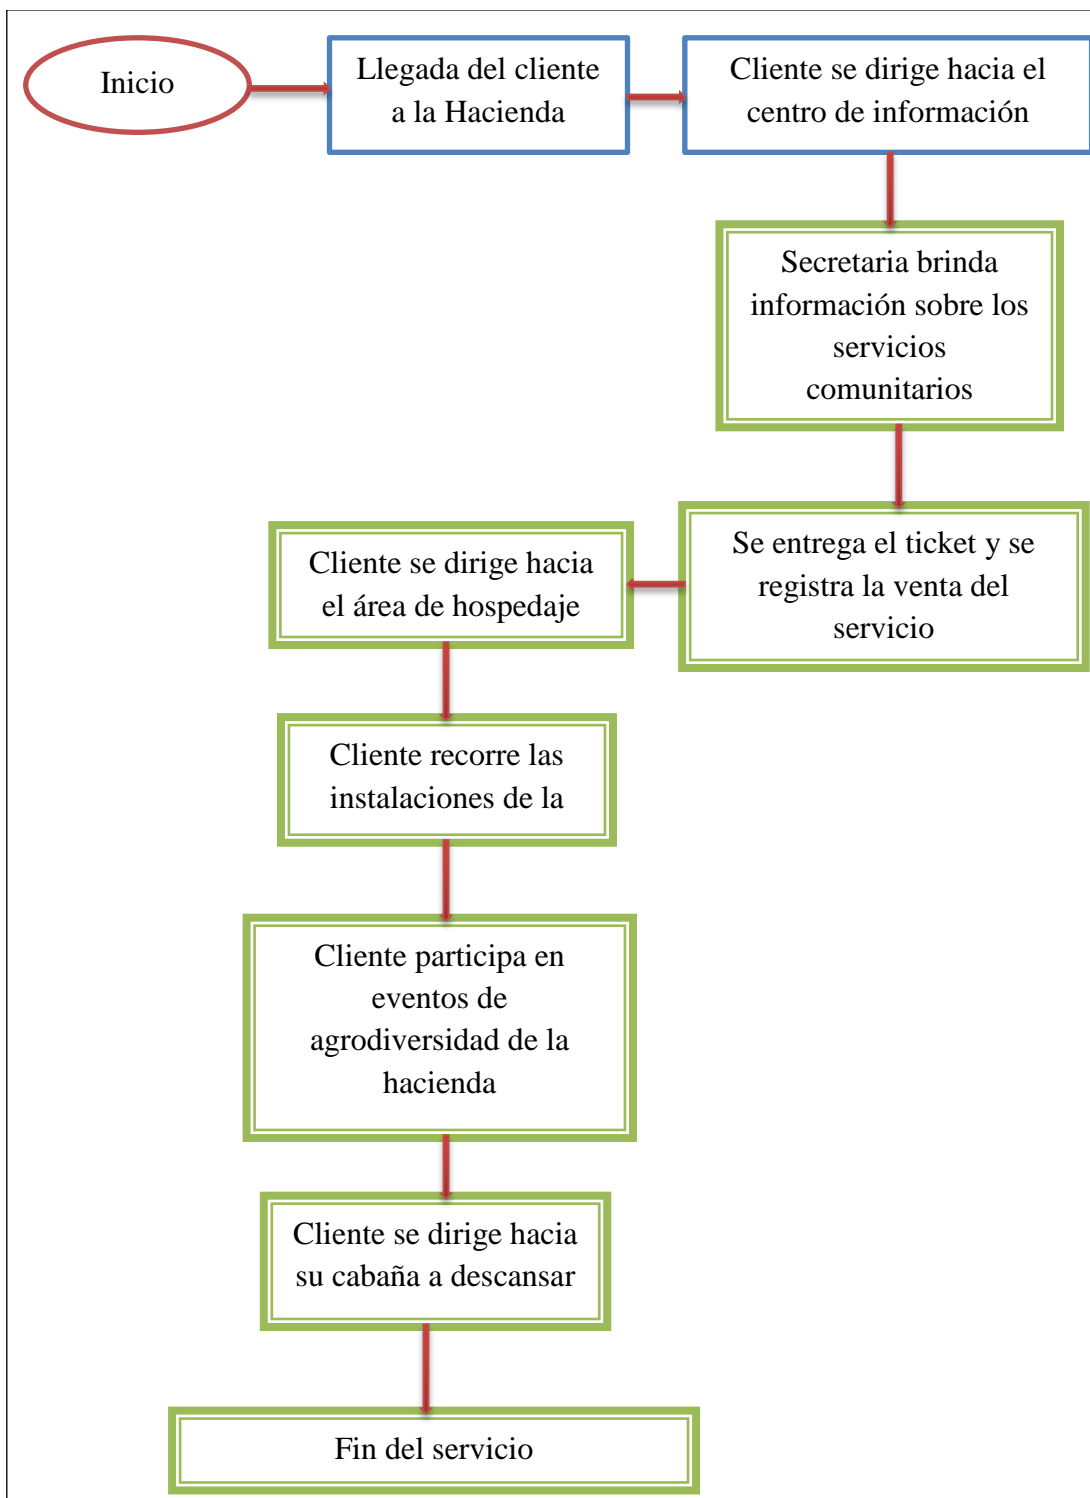 Inicio
Llegada del cliente
a la Hacienda
Cliente se dirige hacia el
centro de información
Secretaria brinda
información sobre los
servicios
comunitarios
Se entrega el ticket y se
registra la venta del
servicio
Cliente se dirige hacia
el área de hospedaje
Cliente recorre las
instalaciones de la
Cliente participa en
eventos de
agrodiversidad de la
hacienda
Cliente se dirige hacia
su cabaña a descansar
Fin del servicio